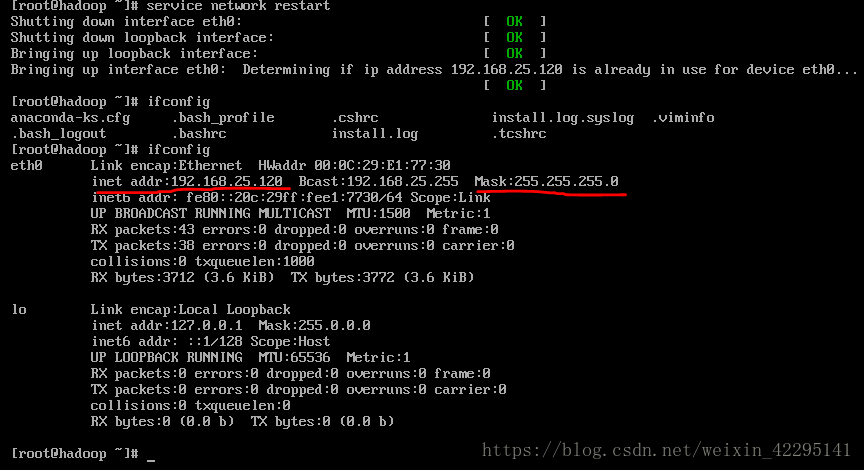 [root@hadoop ~]# service network restart
Shutting down interface eth0: [ OK ]
Shutting down loopback interface: [ OK ]
Bringing up loopback interface: [ OK ]
Bringing up interface eth0: Determining if ip address 192.168.25.120 is already in use for device eth0...
[ OK ]
[root@hadoop ~]# ifconfig
anaconda-ks.cfg .bash_profile .cshrc install.log.syslog .viminfo
.bash_logout .bashrc install.log .tcshrc
[root@hadoop ~]# ifconfig
eth0 Link encap:Ethernet HWaddr 00:0C:29:E1:77:30
inet addr:192.168.25.120 Bcast:192.168.25.255 Mask:255.255.255.0
inet6 addr: fe80::20c:29ff:fee1:7730/64 Scope:Link
UP BROADCAST RUNNING MULTICAST MTU:1500 Metric:1
RX packets:43 errors:0 dropped:0 overruns:0 frame:0
TX packets:38 errors:0 dropped:0 overruns:0 carrier:0
collisions:0 txqueuelen:1000
RX bytes:3712 (3.6 KiB) TX bytes:3772 (3.6 KiB)
lo Link encap:Local Loopback
inet addr:127.0.0.1 Mask:255.0.0.0
inet6 addr: ::1/128 Scope:Host
UP LOOPBACK RUNNING MTU:65536 Metric:1
RX packets:0 errors:0 dropped:0 overruns:0 frame:0
TX packets:0 errors:0 dropped:0 overruns:0 carrier:0
collisions:0 txqueuelen:0
RX bytes:0 (0.0 b) TX bytes:0 (0.0 b)
[root@hadoop ~]# _
https://blog.csdn.net/weixin_42295141